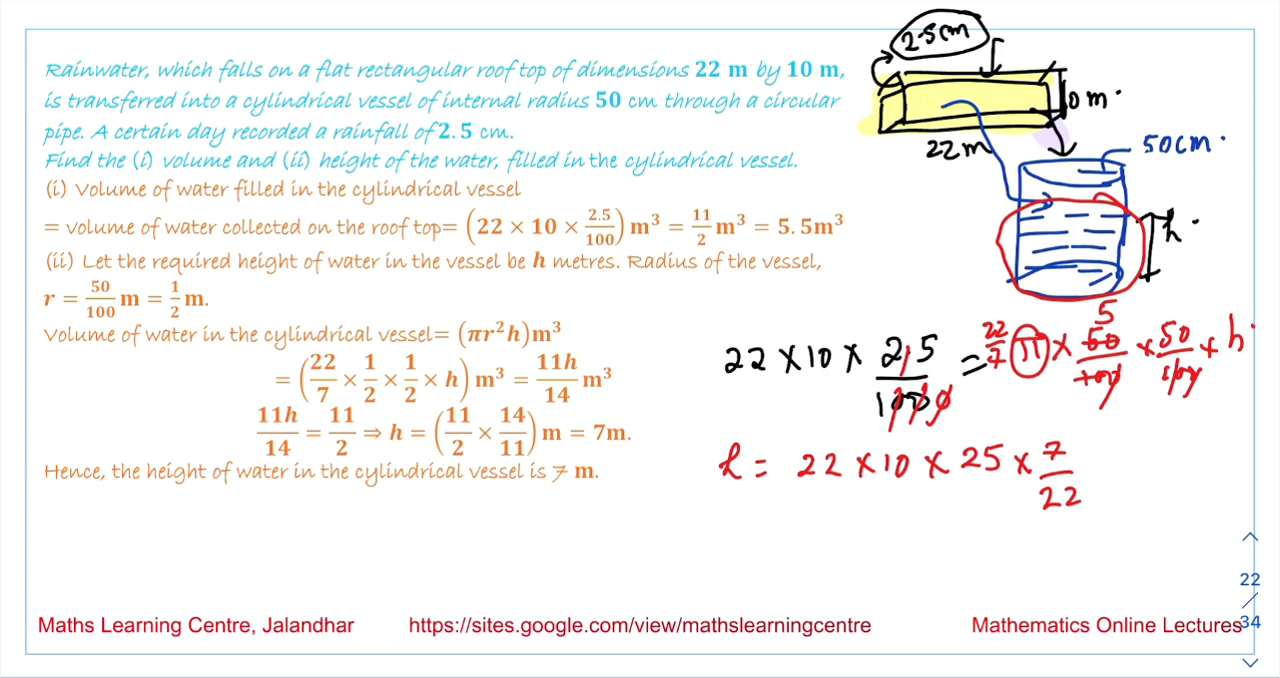 Rainwater, which falls on a flat rectangular roof top of dimensions 22 m by 10 m,
is transferred into a cylindrical vessel of internal radius 50 cm through a circular
pipe. A certain day recorded a rainfall of 2.5 cm.
Find the (i) volume and (ii) height of the water, filled in the cylindrical vessel.
(i) Volume of water filled in the cylindrical vessel
= volume of water collected on the roof top= (22 × 10 × 2.5/100) m³ = 11/2 m³ = 5.5m³
(ii) Let the required height of water in the vessel be h metres. Radius of the vessel,
r = 50/100 m = 1/2 m.
Volume of water in the cylindrical vessel= (πr²h)m³
= (22/7 × 1/2 × 1/2 × h) m³ = 11h/14 m³
11h/14 = 11/2 ⇒ h = (11/2 × 14/11) m = 7m.
Hence, the height of water in the cylindrical vessel is 7 m.
2.5cm
10 m.
22m
50cm.
h.
22 × 10 × 2.5/1000 = 22/7 π × 50/100 × 50/100 × h.
5
h = 22 × 10 × 25 × 7/22
22
/
34
Maths Learning Centre, Jalandhar
https://sites.google.com/view/mathslearningcentre
Mathematics Online Lectures